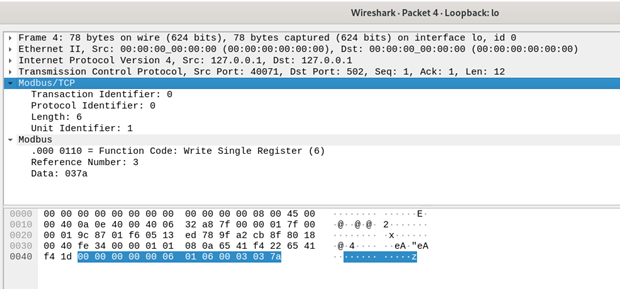 Wireshark · Packet 4 · Loopback: lo
Frame 4: 78 bytes on wire (624 bits), 78 bytes captured (624 bits) on interface lo, id 0
Ethernet II, Src: 00:00:00_00:00:00 (00:00:00:00:00:00), Dst: 00:00:00_00:00:00 (00:00:00:00:00:00)
Internet Protocol Version 4, Src: 127.0.0.1, Dst: 127.0.0.1
Transmission Control Protocol, Src Port: 40071, Dst Port: 502, Seq: 1, Ack: 1, Len: 12
Modbus/TCP
Transaction Identifier: 0
Protocol Identifier: 0
Length: 6
Unit Identifier: 1
Modbus
.000 0110 = Function Code: Write Single Register (6)
Reference Number: 3
Data: 037a
0000 00 00 00 00 00 00 00 00 00 00 00 00 08 00 45 00 ········ ······E·
0010 00 40 0a 0e 40 00 40 06 32 a8 7f 00 00 01 7f 00 ·@··@·@· 2·······
0020 00 01 9c 87 01 f6 05 13 ed 78 9f a2 cb 8f 80 18 ········ ·x······
0030 00 40 fe 34 00 00 01 01 08 0a 65 41 f4 22 65 41 ·@·4···· ··eA·"eA
0040 f4 1d 00 00 00 00 00 06 01 06 00 03 03 7a ········ ·····z